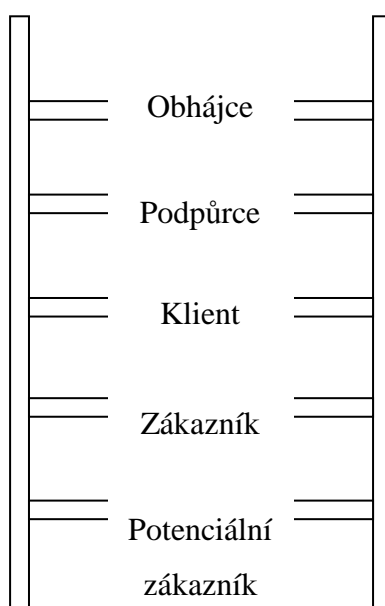 Obhájce
Podpůrce
Klient
Zákazník
Potenciální
zákazník